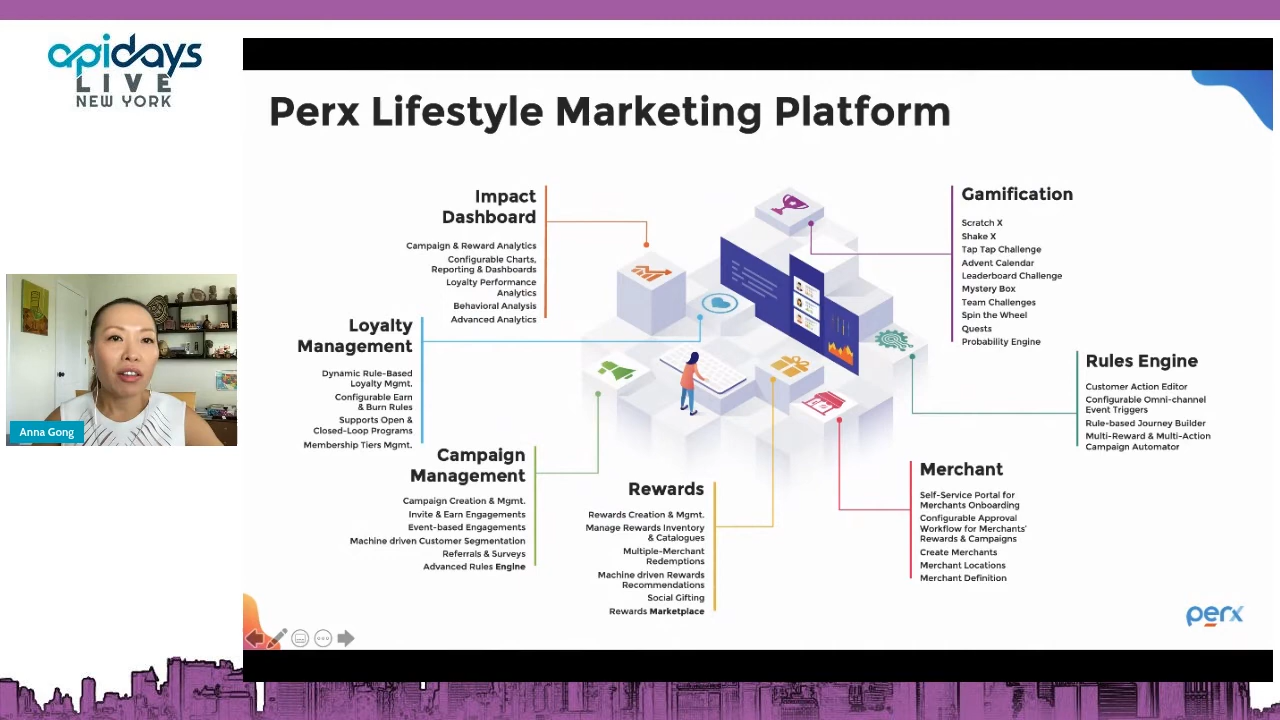 apidays
LIVE
NEW YORK
Perx Lifestyle Marketing Platform
Impact
Dashboard
Campaign & Reward Analytics
Configurable Charts,
Reporting & Dashboards
Loyalty Performance
Analytics
Behavioral Analysis
Advanced Analytics
Loyalty
Management
Dynamic Rule-Based
Loyalty Mgmt.
Configurable Earn
& Burn Rules
Supports Open &
Closed-Loop Programs
Membership Tiers Mgmt.
Campaign
Management
Campaign Creation & Mgmt.
Invite & Earn Engagements
Event-based Engagements
Machine driven Customer Segmentation
Referrals & Surveys
Advanced Rules Engine
Rewards
Rewards Creation & Mgmt.
Manage Rewards Inventory
& Catalogues
Multiple-Merchant
Redemptions
Machine driven Rewards
Recommendations
Social Gifting
Rewards Marketplace
Gamification
Scratch X
Shake X
Tap Tap Challenge
Advent Calendar
Leaderboard Challenge
Mystery Box
Team Challenges
Spin the Wheel
Quests
Probability Engine
Rules Engine
Customer Action Editor
Configurable Omni-channel
Event Triggers
Rule-based Journey Builder
Multi-Reward & Multi-Action
Campaign Automator
Merchant
Self-Service Portal for
Merchants Onboarding
Configurable Approval
Workflow for Merchants'
Rewards & Campaigns
Create Merchants
Merchant Locations
Merchant Definition
perx
Anna Gong